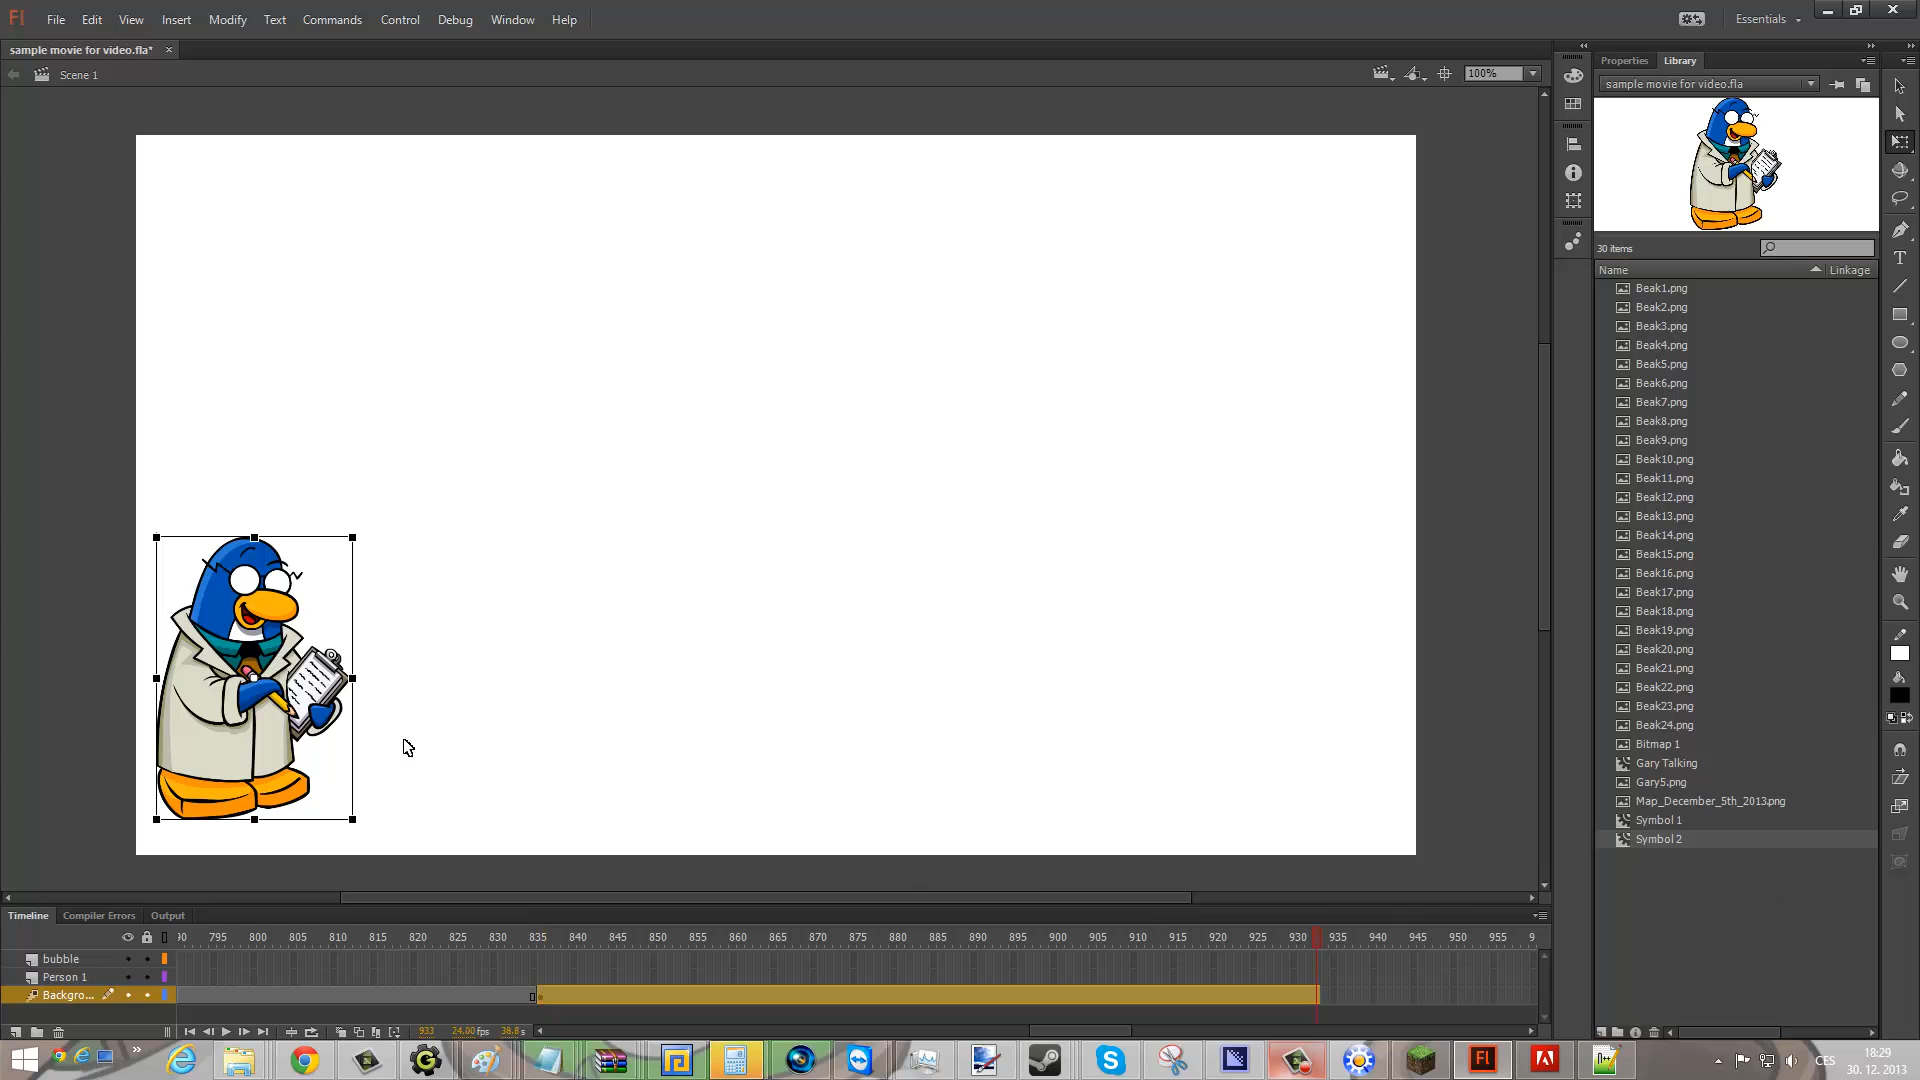 Fl File Edit View Insert Modify Text Commands Control Debug Window Help Essentials
sample movie for video.fla* ×
Scene 1 100%
Properties Library
sample movie for video.fla
30 items
Name Linkage
Beak1.png
Beak2.png
Beak3.png
Beak4.png
Beak5.png
Beak6.png
Beak7.png
Beak8.png
Beak9.png
Beak10.png
Beak11.png
Beak12.png
Beak13.png
Beak14.png
Beak15.png
Beak16.png
Beak17.png
Beak18.png
Beak19.png
Beak20.png
Beak21.png
Beak22.png
Beak23.png
Beak24.png
Bitmap 1
Gary Talking
Gary5.png
Map_December_5th_2013.png
Symbol 1
Symbol 2
Timeline Compiler Errors Output
795 800 805 810 815 820 825 830 835 840 845 850 855 860 865 870 875 880 885 890 895 900 905 910 915 920 925 930 935 940 945 950 955
bubble
Person 1
Backgro...
933 24,00 fps 38,8 s
CES
18:29
30. 12. 2013